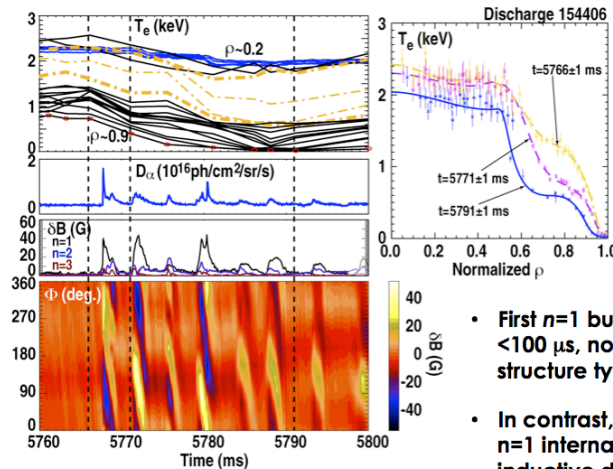 Discharge 154406
Tₑ (keV)
ρ~0.2
ρ~0.9
3
2
1
0
Dα (10¹⁶ph/cm²/sr/s)
2
0
δB (G)
n=1
n=2
n=3
60
40
20
0
Φ (deg.)
360
270
180
90
0
5760
5770
5780
5790
5800
Time (ms)
40
20
0
-20
-40
δB (G)
Tₑ (keV)
t=5766±1 ms
t=5771±1 ms
t=5791±1 ms
3
2
1
0
0.0
0.2
0.4
0.6
0.8
1.0
Normalized ρ
• First n=1 bu
<100 μs, no
structure ty
• In contrast,
n=1 interna